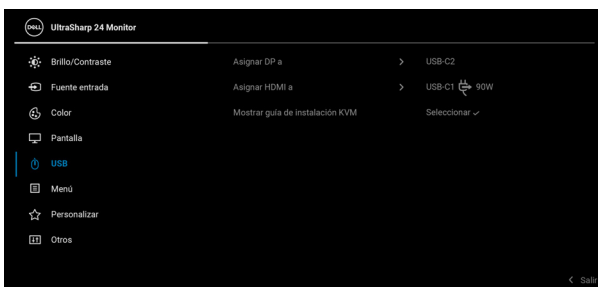 DELL UltraSharp 24 Monitor
Brillo/Contraste Asignar DP a USB-C2
Fuente entrada Asignar HDMI a USB-C1 90W
Color Mostrar guía de instalación KVM Seleccionar
Pantalla
USB
Menú
Personalizar
Otros
Salir